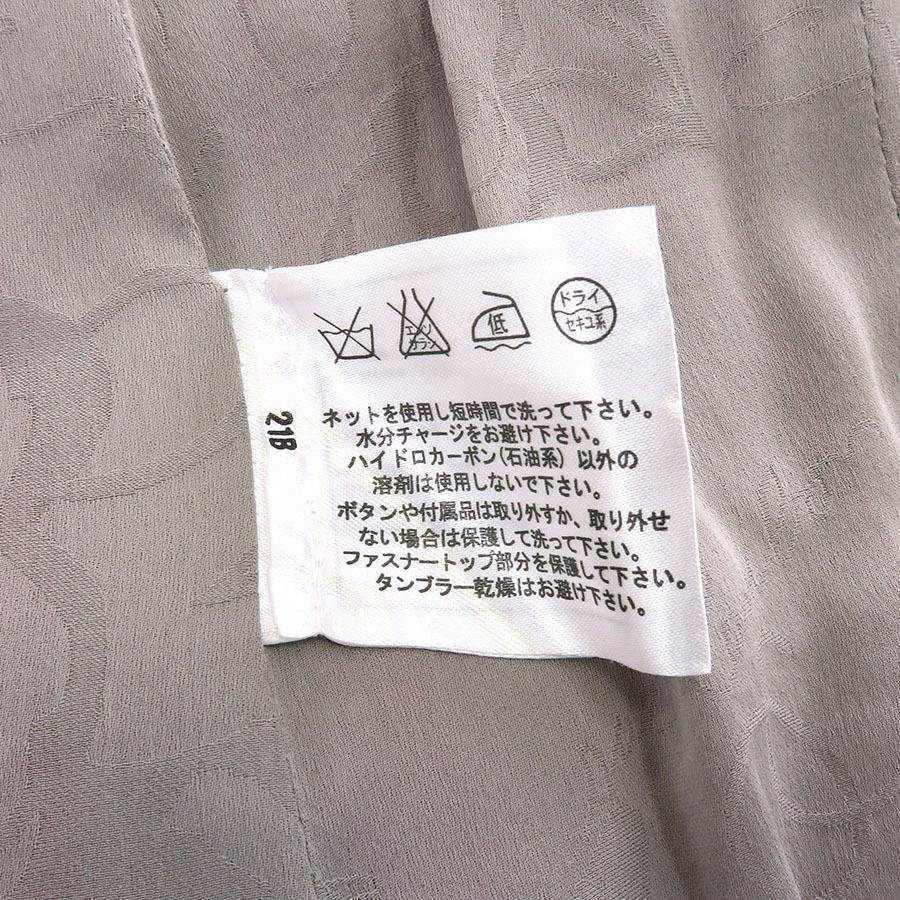 エンソ
サラシ
低
ドライ
セキユ系
21B
ネットを使用し短時間で洗って下さい。
水分チャージをお避け下さい。
ハイドロカーボン(石油系) 以外の
溶剤は使用しないで下さい。
ボタンや付属品は取り外すか、取り外せ
ない場合は保護して洗って下さい。
ファスナートップ部分を保護して下さい。
タンブラー乾燥はお避け下さい。